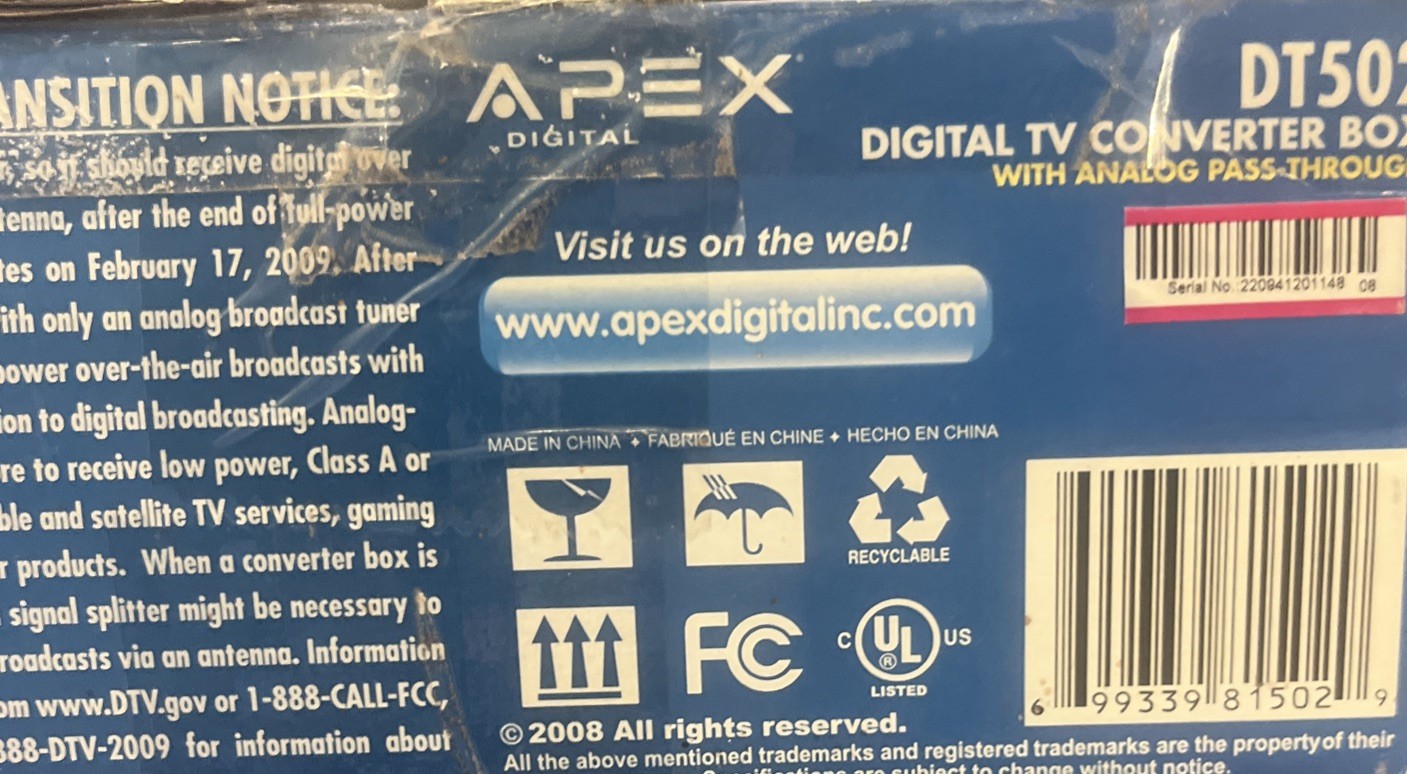 ANSITION NOTICE:
so it should receive digital over
tenna, after the end of full-power
tes on February 17, 2009. After
ith only an analog broadcast tuner
power over-the-air broadcasts with
ion to digital broadcasting. Analog-
re to receive low power, Class A or
ble and satellite TV services, gaming
r products. When a converter box is
signal splitter might be necessary to
roadcasts via an antenna. Information
om www.DTV.gov or 1-888-CALL-FCC,
888-DTV-2009 for information about
APEX
DIGITAL
Visit us on the web!
www.apexdigitalinc.com
MADE IN CHINA ✦ FABRIQUÉ EN CHINE ✦ HECHO EN CHINA
RECYCLABLE
FC
C UL ® US
LISTED
© 2008 All rights reserved.
All the above mentioned trademarks and registered trademarks are the property of their
are subject to change without notice.
DT502
DIGITAL TV CONVERTER BOX
WITH ANALOG PASS-THROUG
Serial No.:220841201148 08
6 99339 81502 9